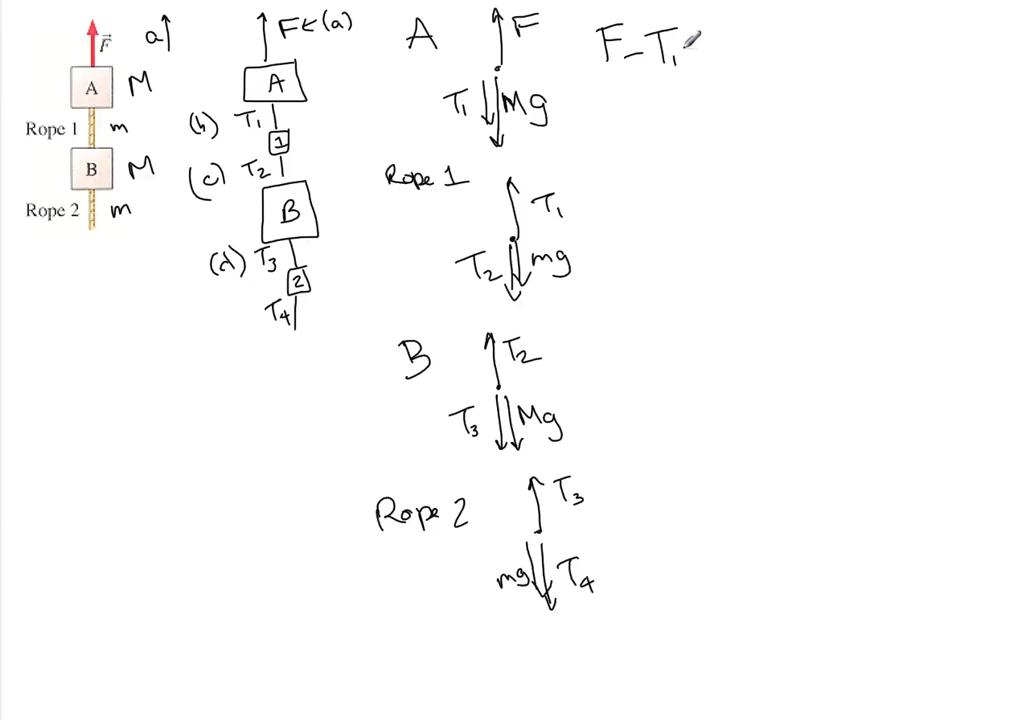 F
a
A
M
Rope 1
m
B
M
Rope 2
m
F ← (a)
A
(b) T1
1
(c) T2
B
(d) T3
2
T4
A
F
T1
Mg
F - T1
Rope 1
T1
T2
mg
B
T2
T3
Mg
Rope 2
T3
mg
T4